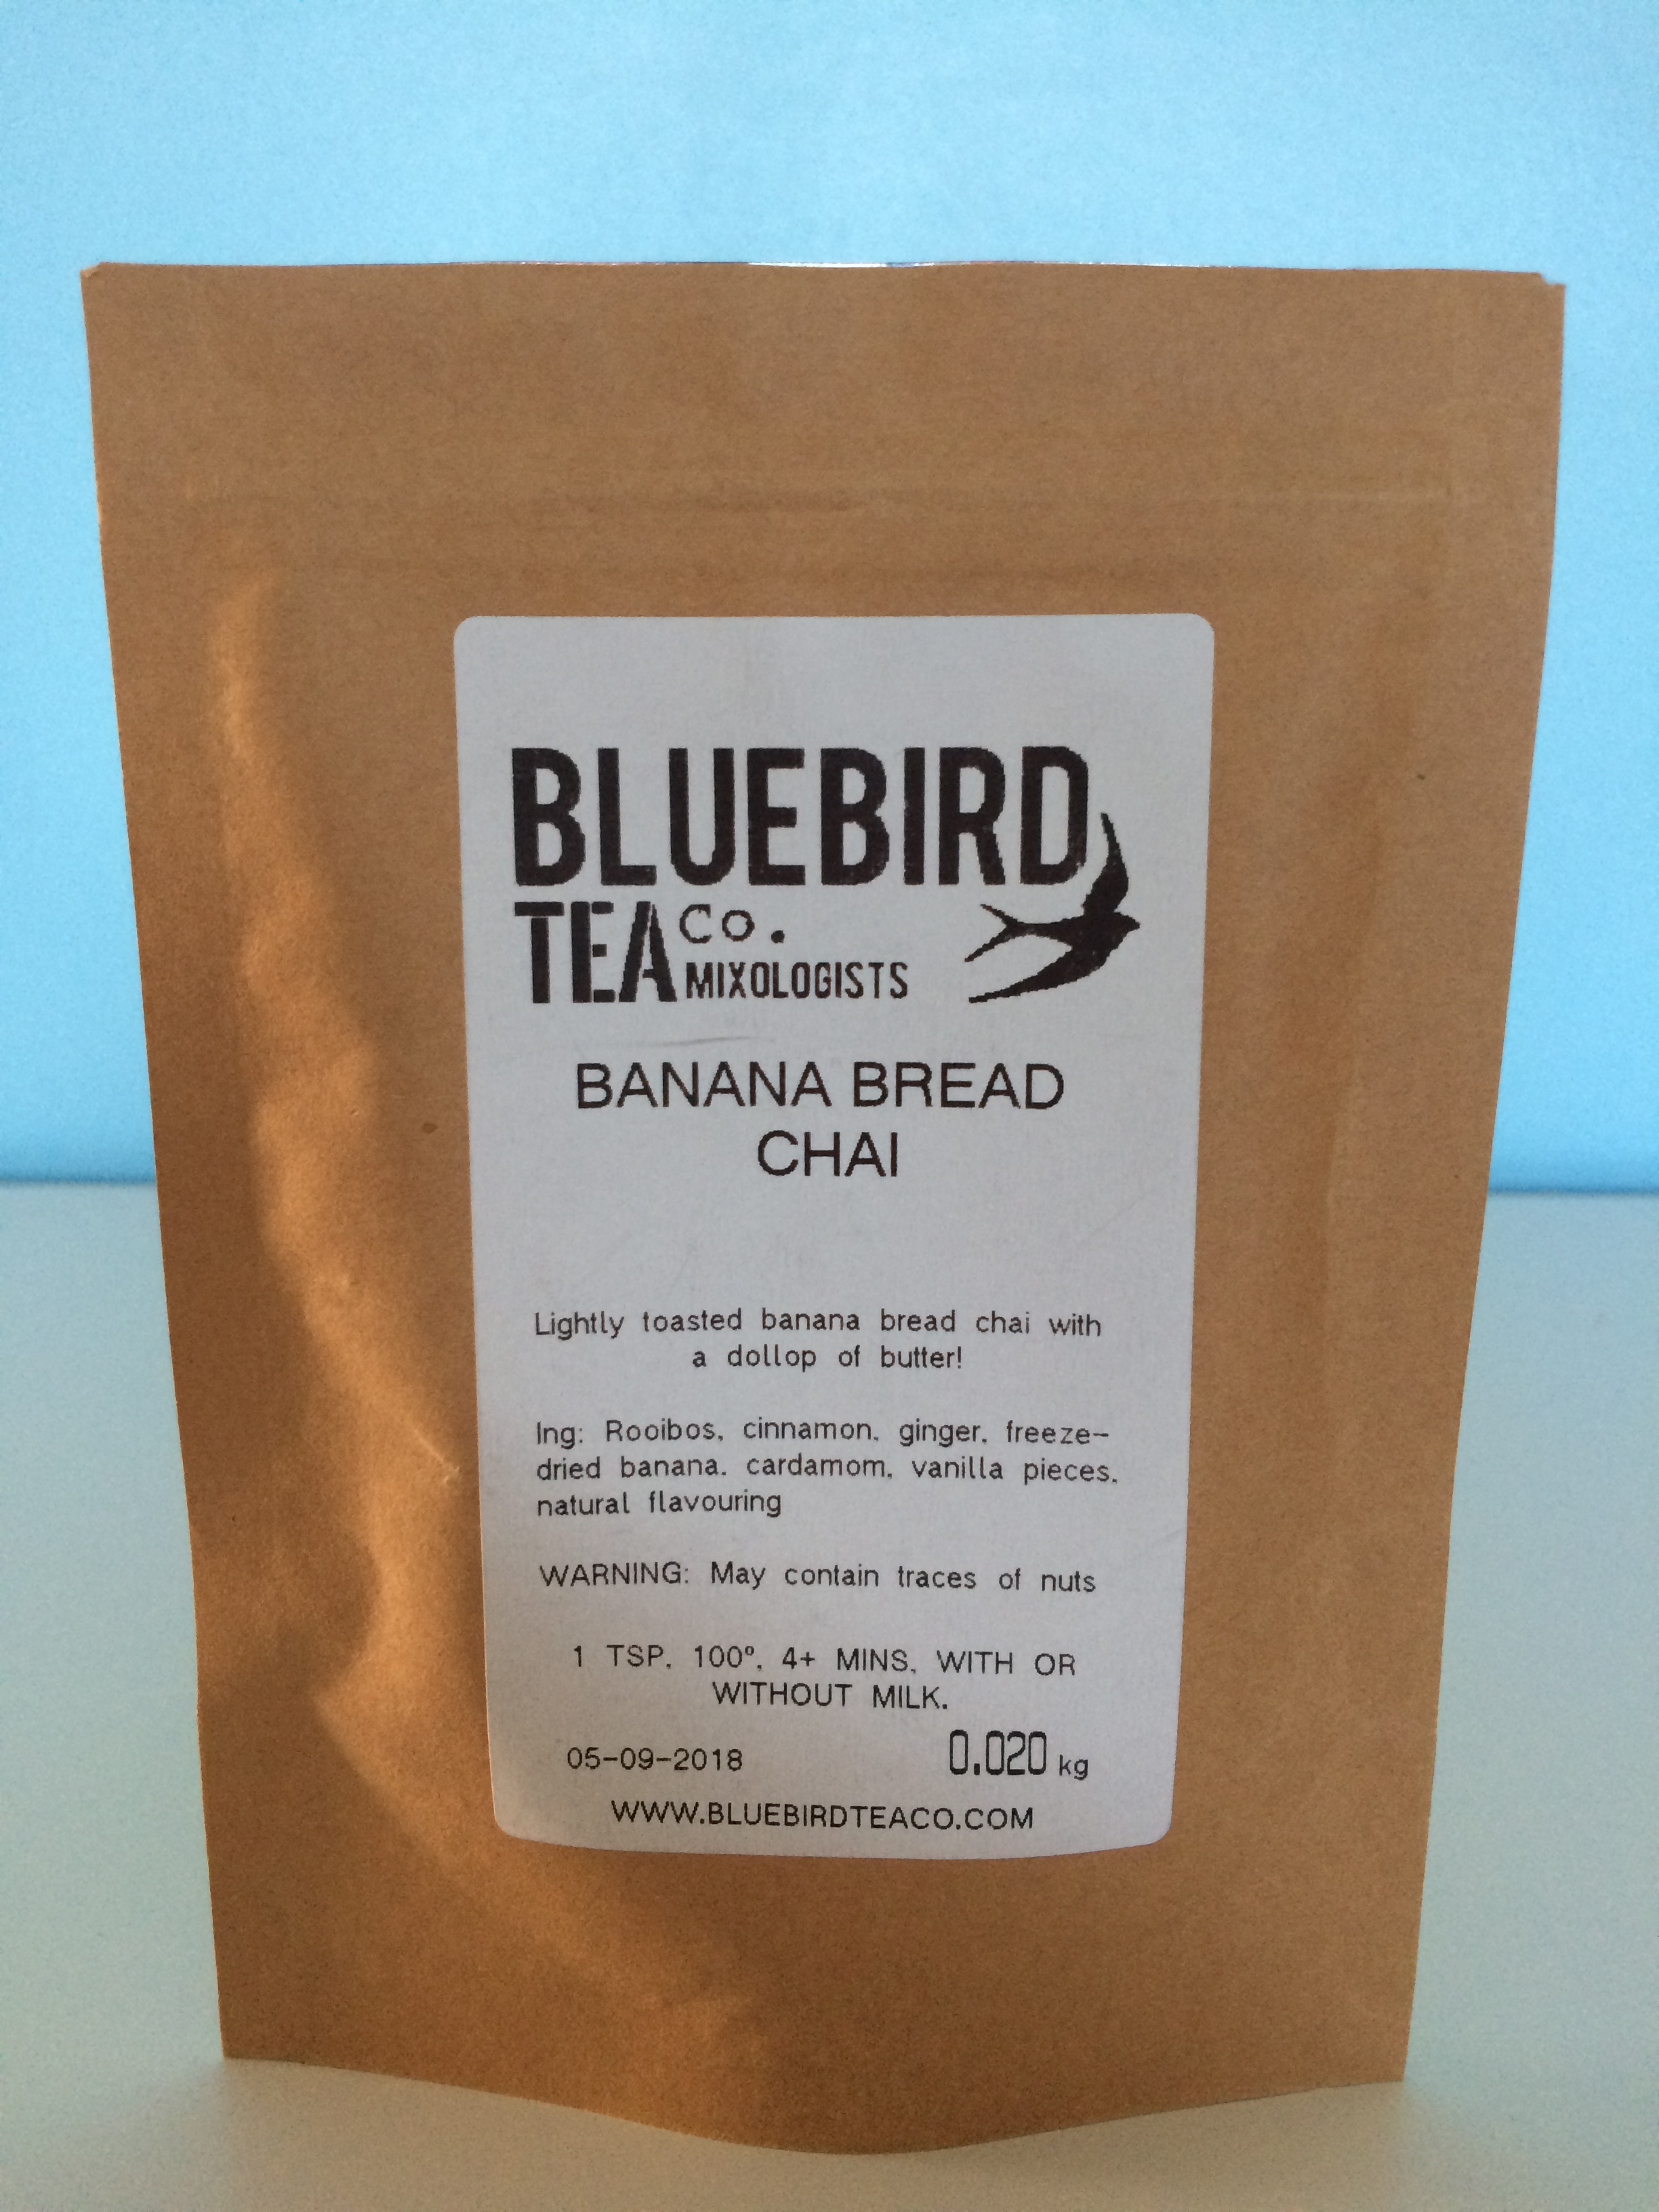 BLUEBIRD
TEA Co.
MIXOLOGISTS
BANANA BREAD
CHAI
Lightly toasted banana bread chai with
a dollop of butter!
Ing: Rooibos, cinnamon, ginger, freeze-
dried banana, cardamom, vanilla pieces,
natural flavouring
WARNING: May contain traces of nuts
1 TSP, 100º, 4+ MINS, WITH OR
WITHOUT MILK.
05-09-2018 0.020 kg
WWW.BLUEBIRDTEACO.COM